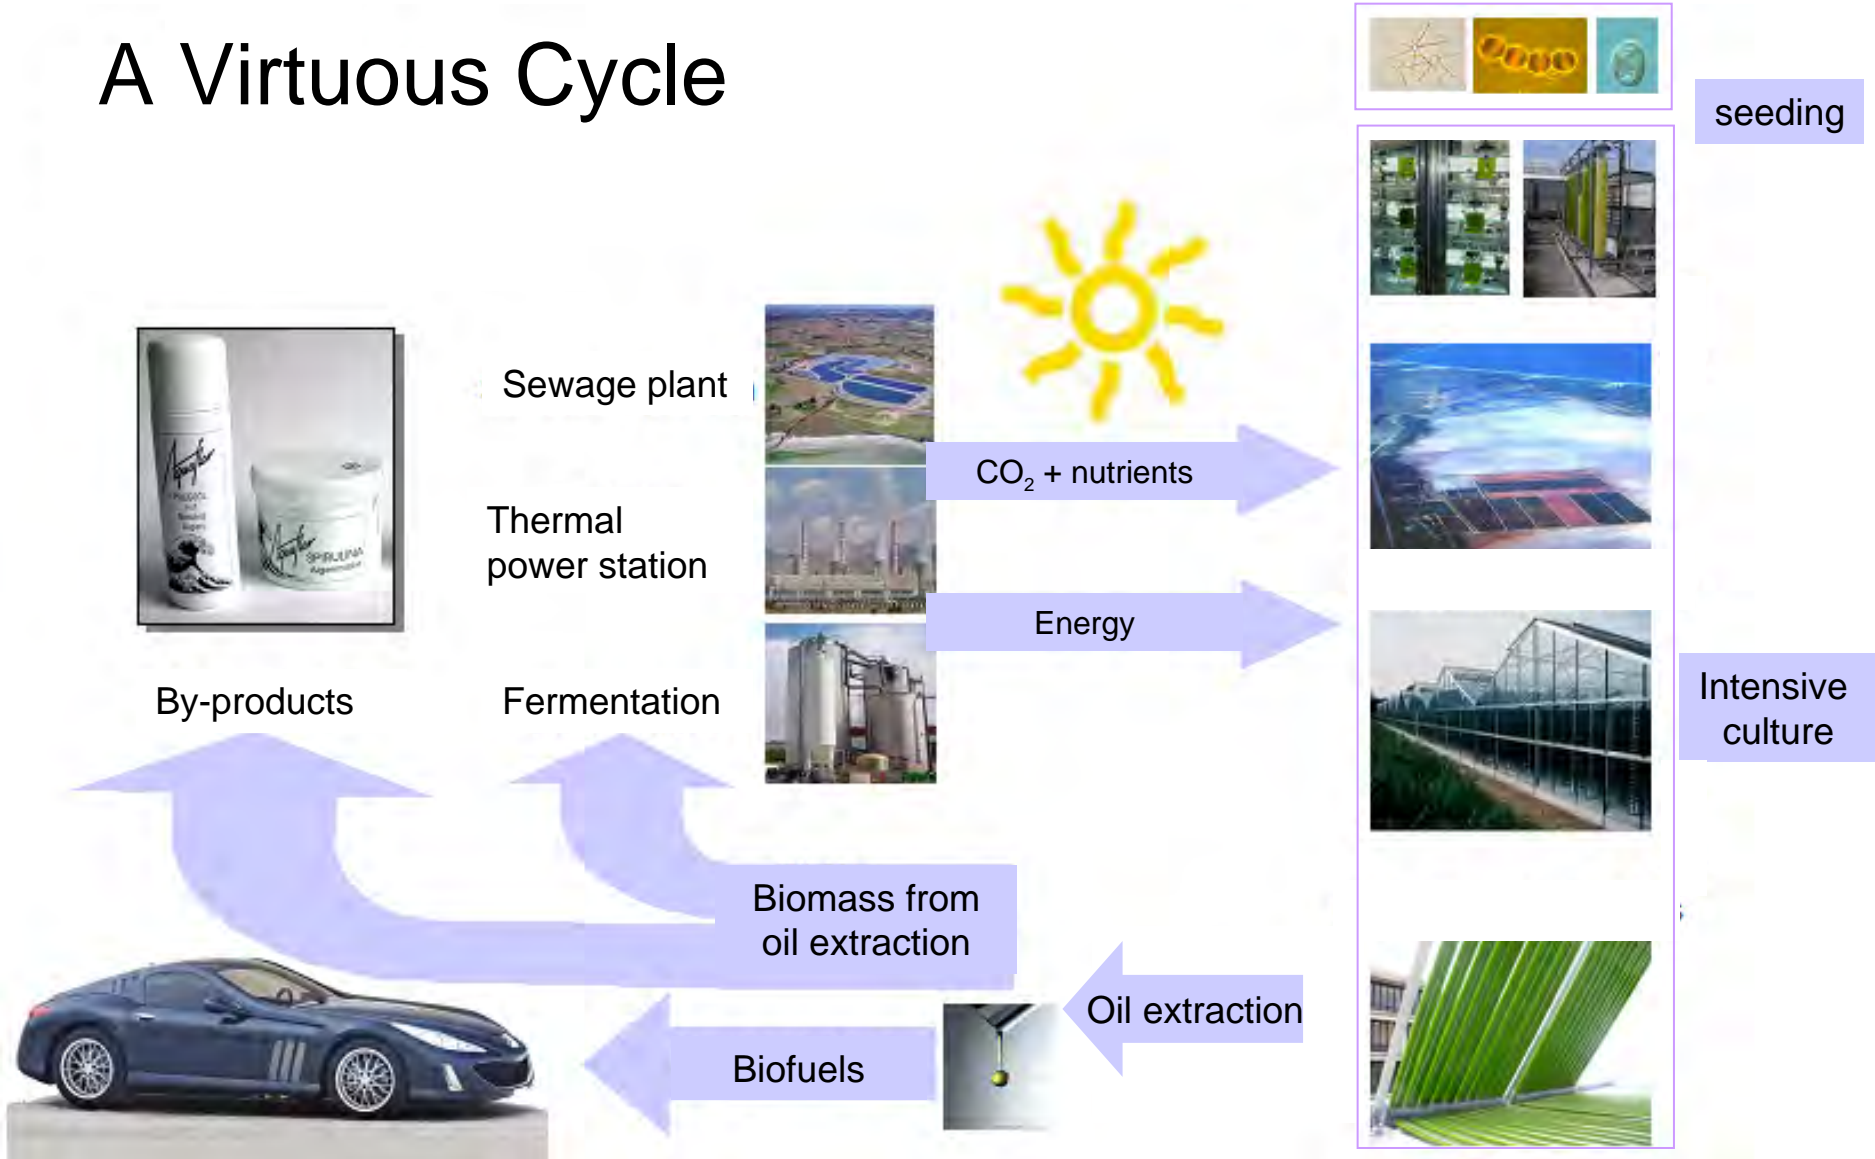 A Virtuous Cycle
seeding
Sewage plant
CO₂ + nutrients
Thermal
power station
Energy
SPIRULINA
By-products
Fermentation
Intensive
culture
Biomass from
oil extraction
Oil extraction
Biofuels